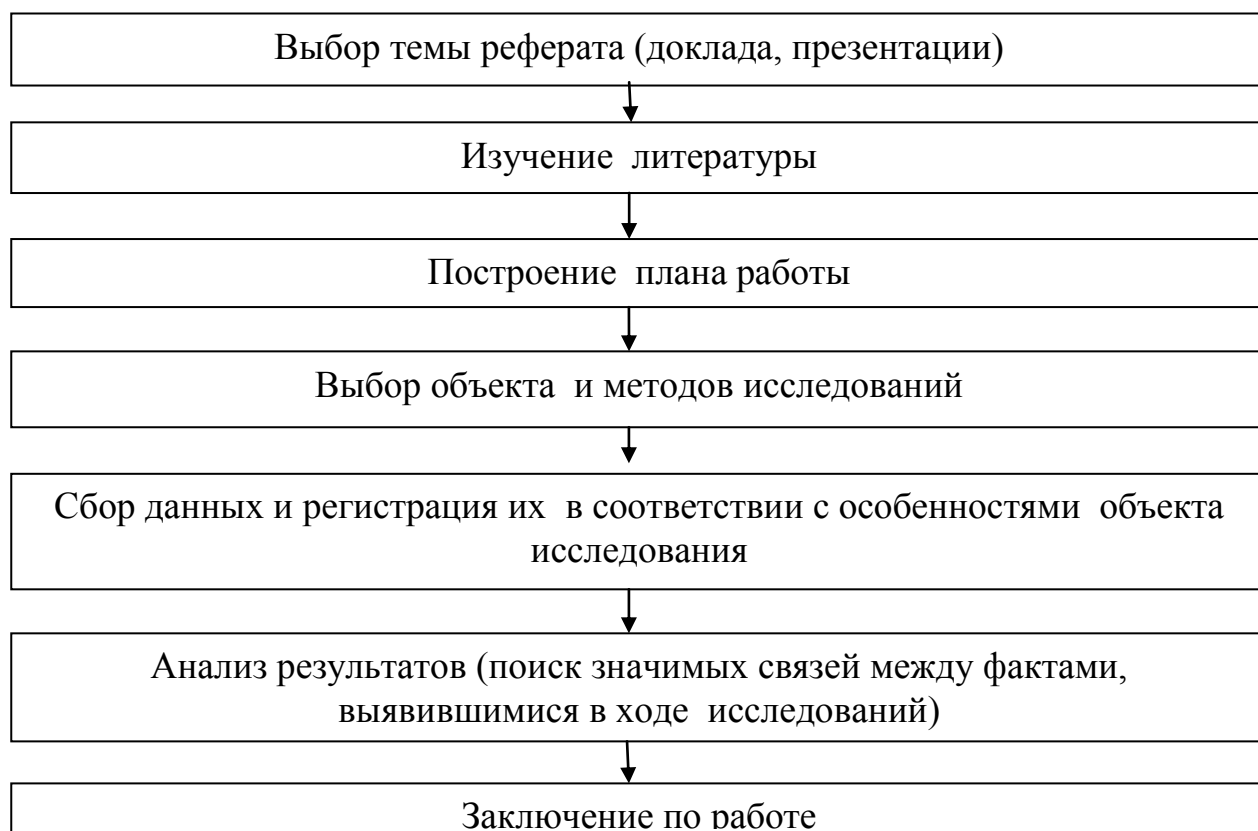 Выбор темы реферата (доклада, презентации)
Изучение литературы
Построение плана работы
Выбор объекта и методов исследований
Сбор данных и регистрация их в соответствии с особенностями объекта
исследования
Анализ результатов (поиск значимых связей между фактами,
выявившимися в ходе исследований)
Заключение по работе